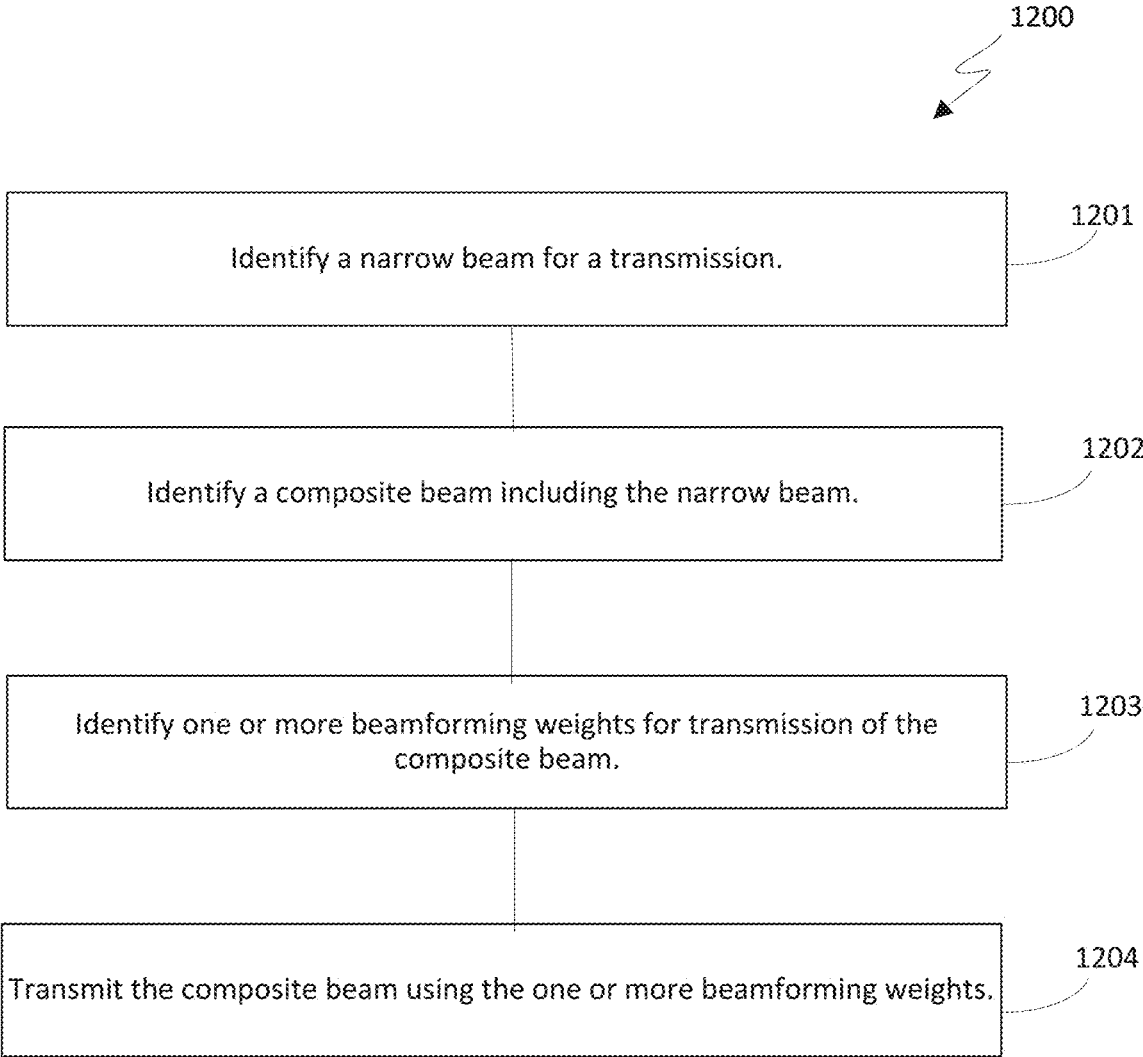 1200
1201
Identify a narrow beam for a transmission.
1202
Identify a composite beam including the narrow beam.
1203
Identify one or more beamforming weights for transmission of the
composite beam.
1204
Transmit the composite beam using the one or more beamforming weights.